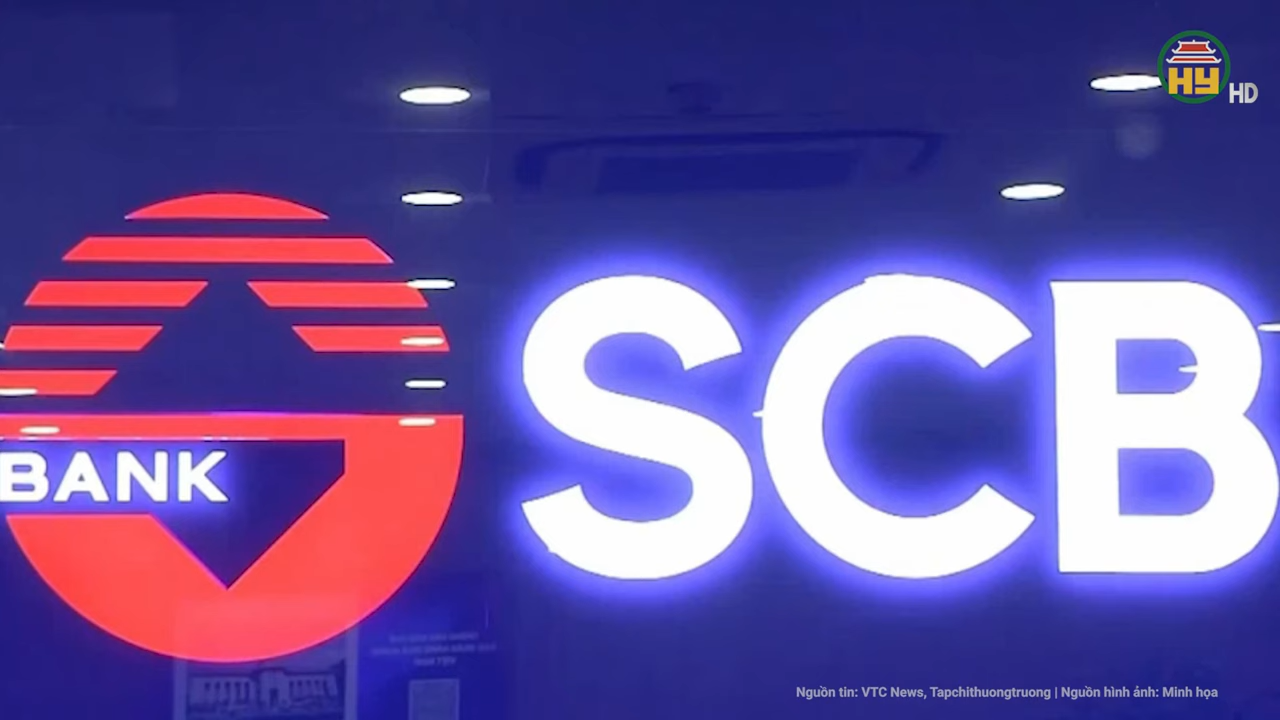 HY
HD
SCB
BANK
Nguồn tin: VTC News, Tapchithuongtruong | Nguồn hình ảnh: Minh họa